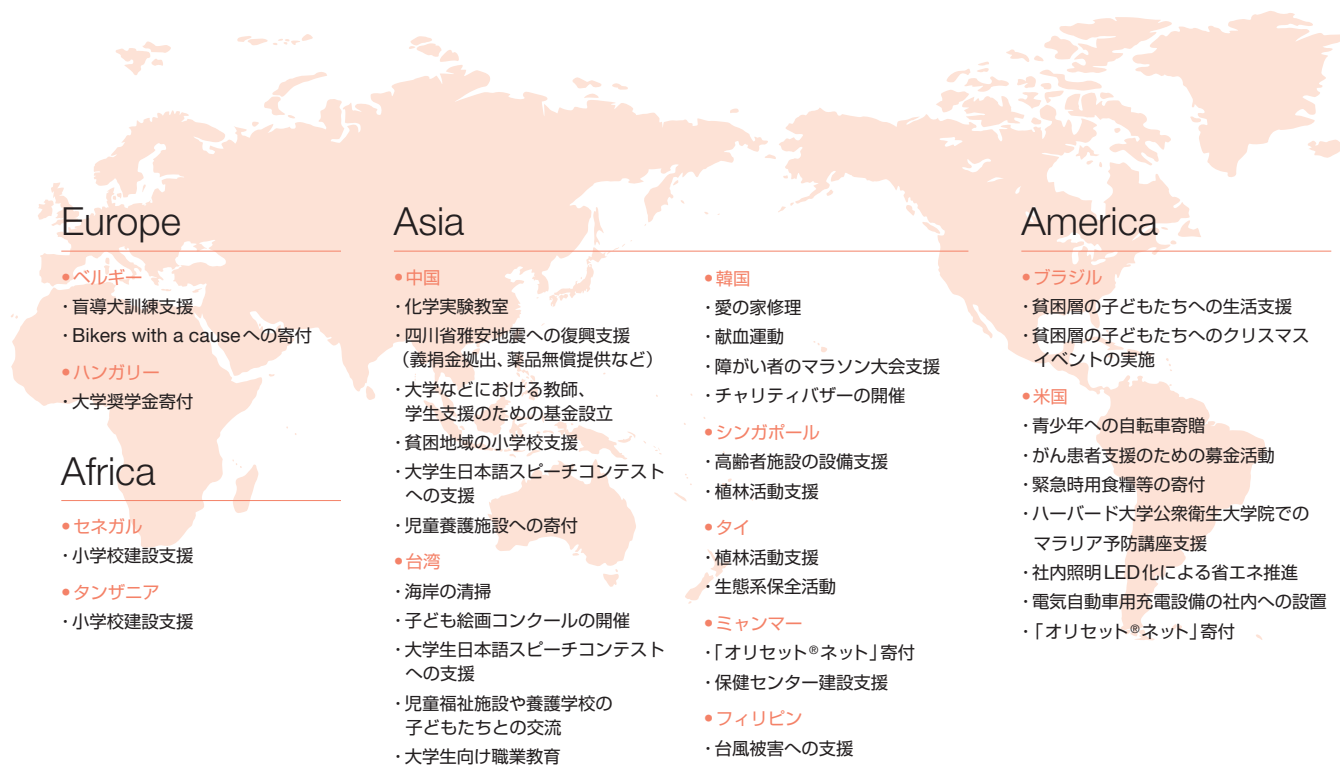 Europe
•ベルギー
・盲導犬訓練支援
・Bikers with a causeへの寄付
•ハンガリー
・大学奨学金寄付
Africa
•セネガル
・小学校建設支援
•タンザニア
・小学校建設支援
Asia
•中国
・化学実験教室
・四川省雅安地震への復興支援
（義捐金拠出、薬品無償提供など）
・大学などにおける教師、
学生支援のための基金設立
・貧困地域の小学校支援
・大学生日本語スピーチコンテスト
への支援
・児童養護施設への寄付
•台湾
・海岸の清掃
・子ども絵画コンクールの開催
・大学生日本語スピーチコンテスト
への支援
・児童福祉施設や養護学校の
子どもたちとの交流
・大学生向け職業教育
•韓国
・愛の家修理
・献血運動
・障がい者のマラソン大会支援
・チャリティバザーの開催
•シンガポール
・高齢者施設の設備支援
・植林活動支援
•タイ
・植林活動支援
・生態系保全活動
•ミャンマー
・「オリセット®ネット」寄付
・保健センター建設支援
•フィリピン
・台風被害への支援
America
•ブラジル
・貧困層の子どもたちへの生活支援
・貧困層の子どもたちへのクリスマス
イベントの実施
•米国
・青少年への自転車寄贈
・がん患者支援のための募金活動
・緊急時用食糧等の寄付
・ハーバード大学公衆衛生大学院での
マラリア予防講座支援
・社内照明LED化による省エネ推進
・電気自動車用充電設備の社内への設置
・「オリセット®ネット」寄付